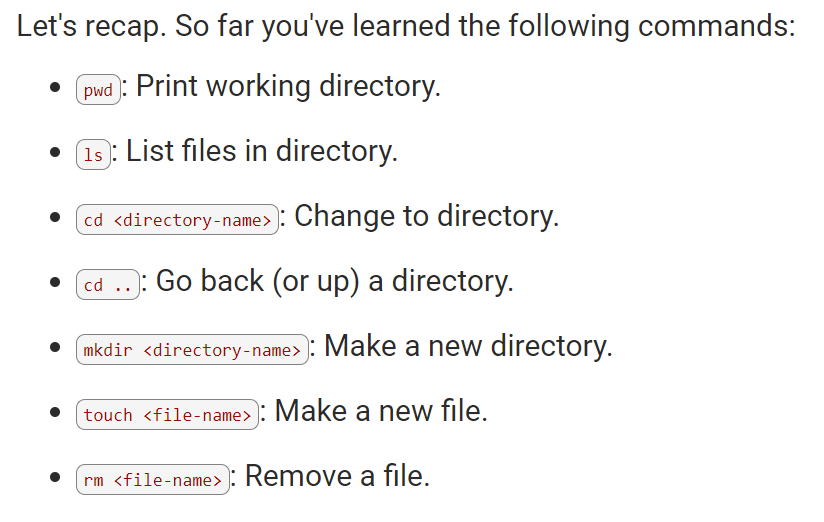 Let's recap. So far you've learned the following commands:
• pwd: Print working directory.
• ls: List files in directory.
• cd <directory-name>: Change to directory.
• cd ..: Go back (or up) a directory.
• mkdir <directory-name>: Make a new directory.
• touch <file-name>: Make a new file.
• rm <file-name>: Remove a file.